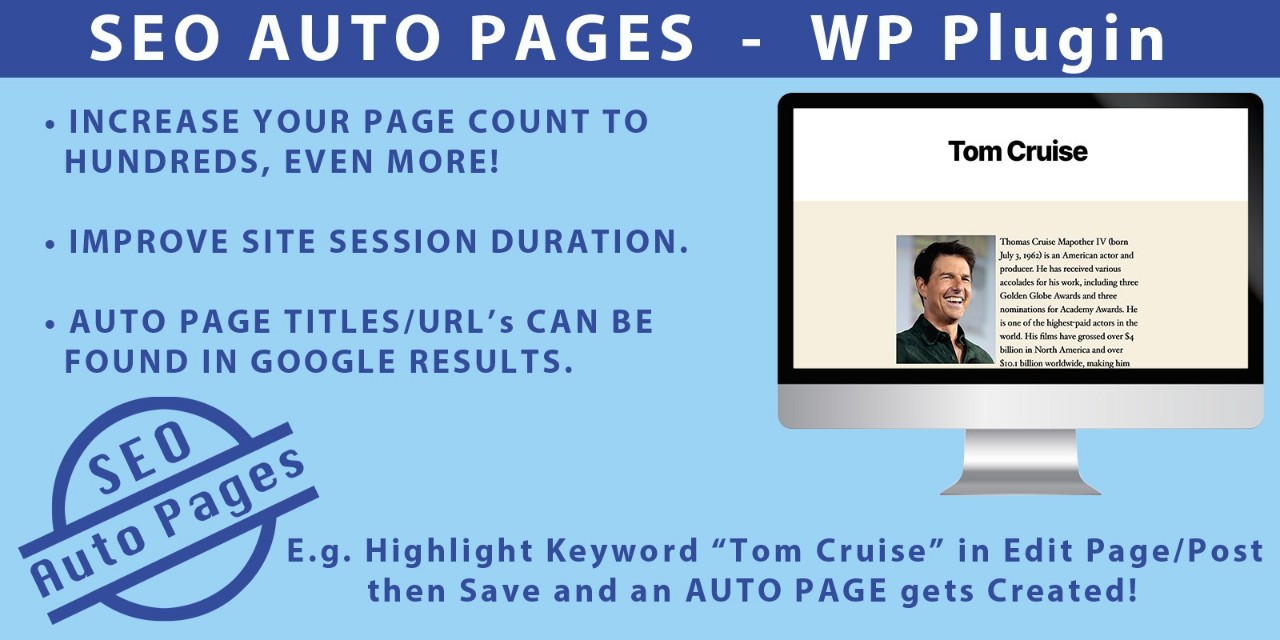 SEO AUTO PAGES - WP Plugin
• INCREASE YOUR PAGE COUNT TO
HUNDREDS, EVEN MORE!
• IMPROVE SITE SESSION DURATION.
• AUTO PAGE TITLES/URL’s CAN BE
FOUND IN GOOGLE RESULTS.
Tom Cruise
Thomas Cruise Mapother IV (born
July 3, 1962) is an American actor and
producer. He has received various
accolades for his work, including three
Golden Globe Awards and three
nominations for Academy Awards. He
is one of the highest-paid actors in the
world. His films have grossed over $4
billion in North America and over
$10.1 billion worldwide, making him
SEO
Auto Pages
E.g. Highlight Keyword “Tom Cruise” in Edit Page/Post
then Save and an AUTO PAGE gets Created!